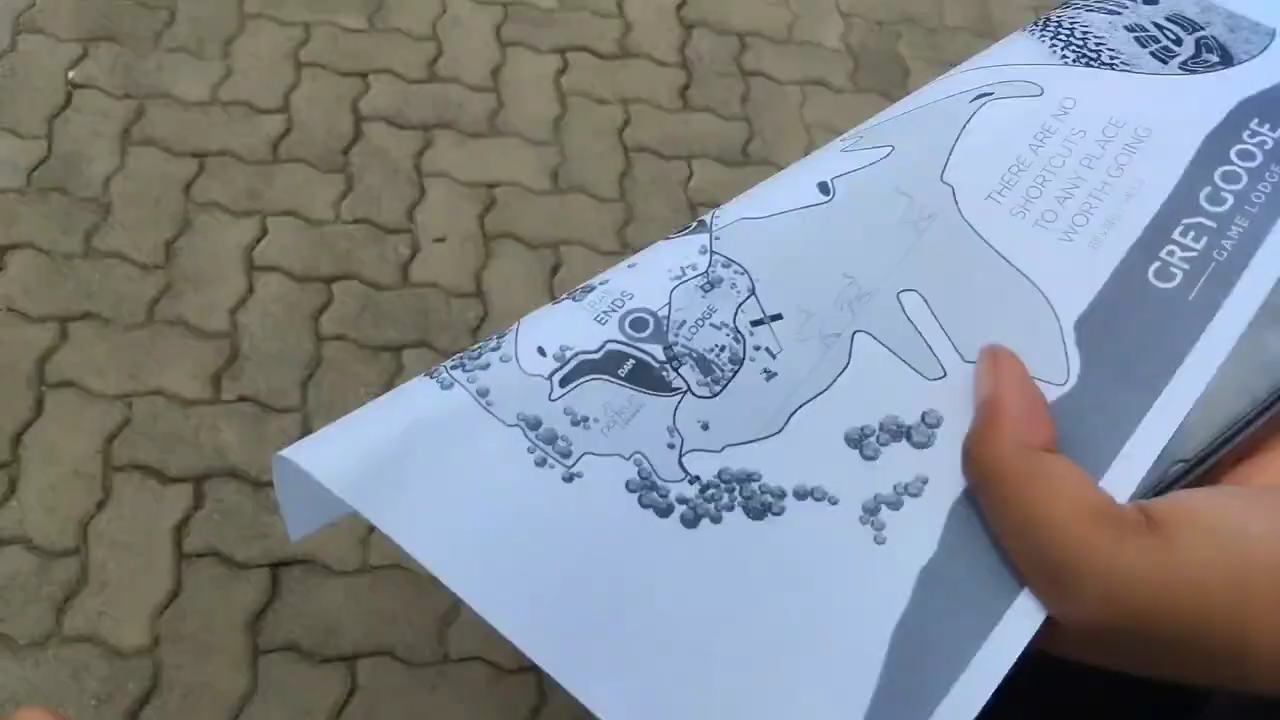 THERE ARE NO
SHORTCUTS
TO ANY PLACE
WORTH GOING
GREY GOOSE
GAME LODGE
ENDS
LODGE
DAM